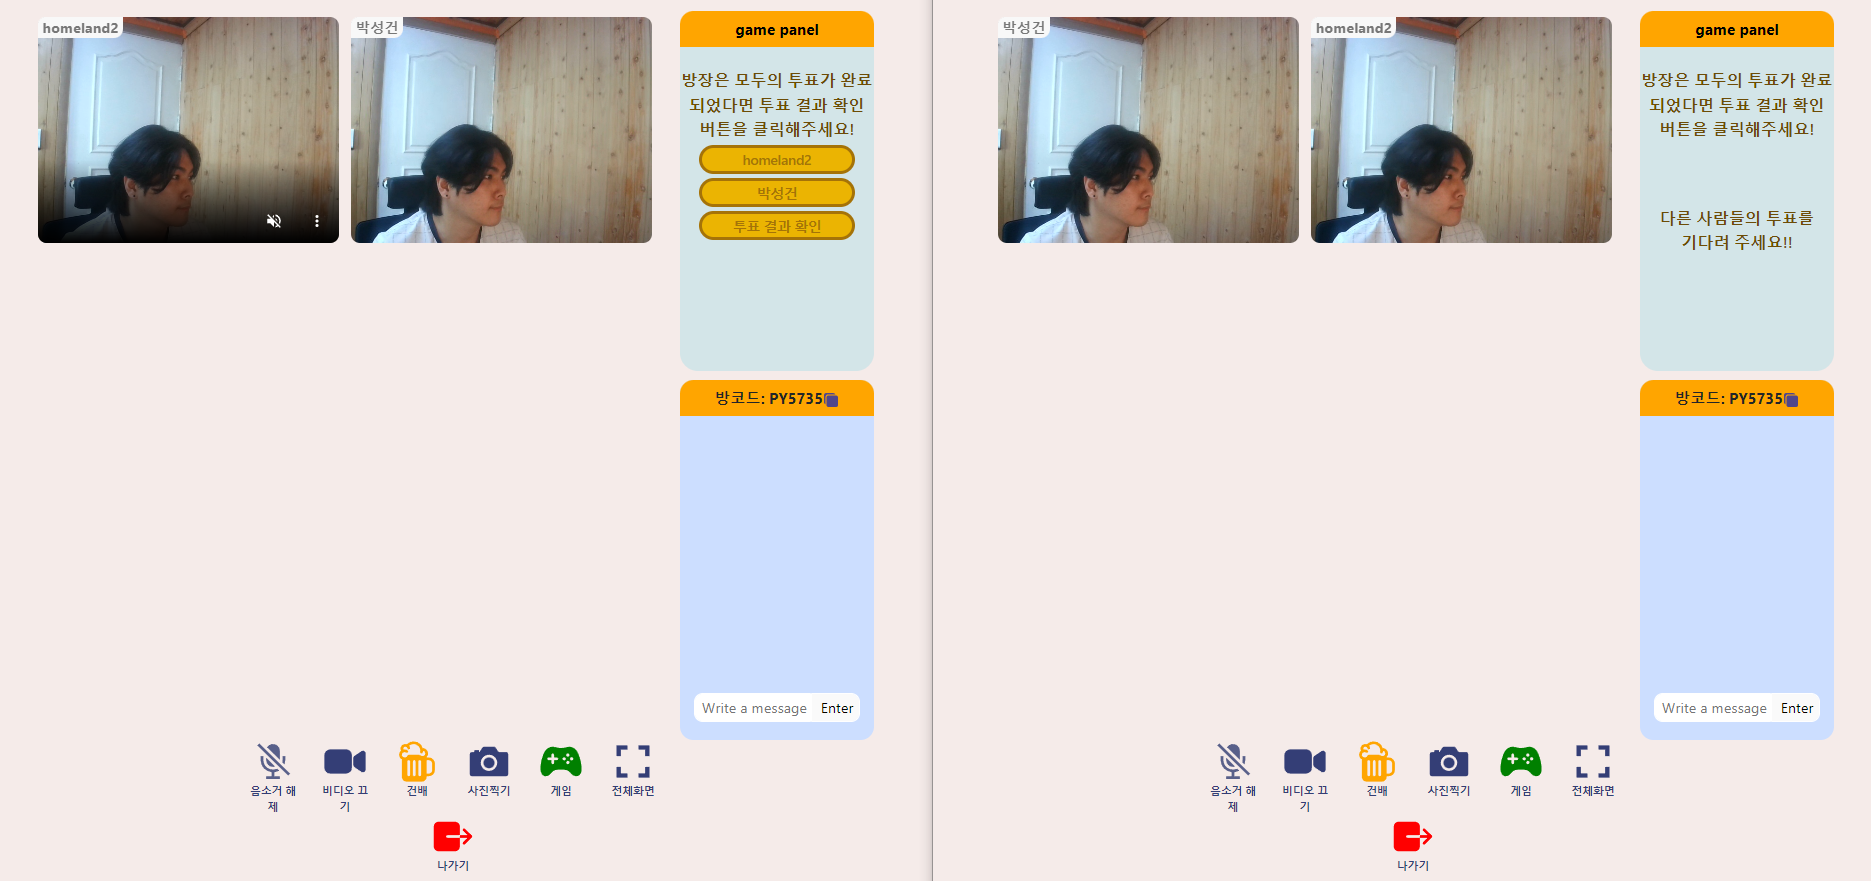 homeland2
박성건
game panel
방장은 모두의 투표가 완료
되었다면 투표 결과 확인
버튼을 클릭해주세요!
homeland2
박성건
투표 결과 확인
방코드: PY5735
Write a message
Enter
음소거 해
제
비디오 끄
기
건배
사진찍기
게임
전체화면
나가기
박성건
homeland2
game panel
방장은 모두의 투표가 완료
되었다면 투표 결과 확인
버튼을 클릭해주세요!
다른 사람들의 투표를
기다려 주세요!!
방코드: PY5735
Write a message
Enter
음소거 해
제
비디오 끄
기
건배
사진찍기
게임
전체화면
나가기